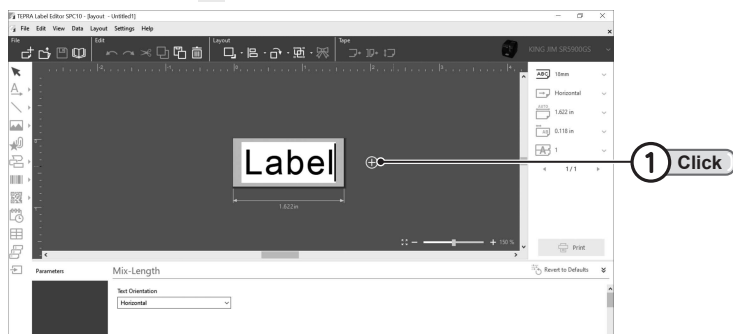 TEPRA Label Editor SPC10 - [layout - Untitled1]
File Edit View Data Layout Settings Help
File Edit Layout Tape
KING JIM SR5900GS
ABC 18mm
Horizontal
AUTO 1.622 in
0.118 in
1
1 / 1
Label
1.622in
1 Click
150 %
Print
Parameters Mix-Length Revert to Defaults
Text Orientation
Horizontal